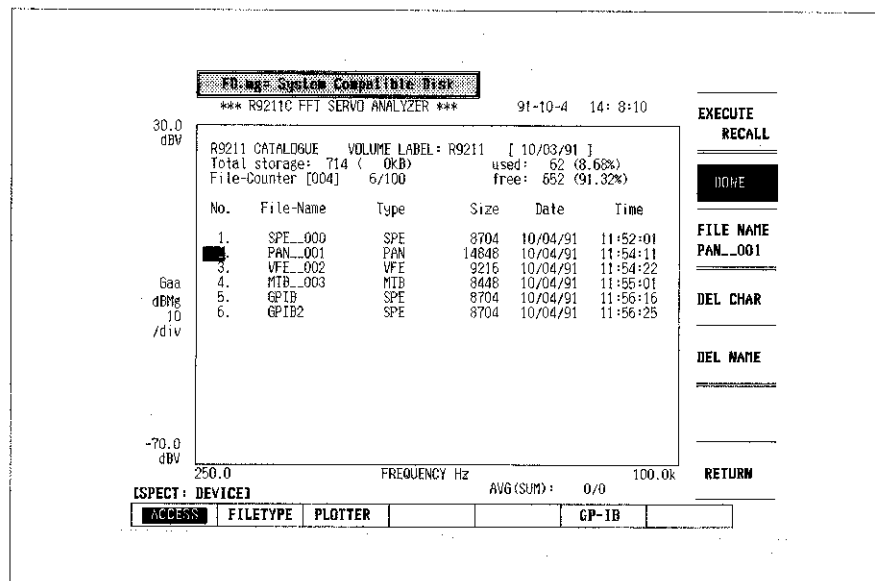 FD.mg= System Compatible Disk
*** R9211C FFT SERVO ANALYZER *** 91-10-4 14: 8:10
30.0
dBV
R9211 CATALOGUE VOLUME LABEL: R9211 [ 10/03/91 ]
Total storage: 714 ( 0kB) used: 62 (8.68%)
File-Counter [004] 6/100 free: 652 (91.32%)
No. File-Name Type Size Date Time
1. SPE__000 SPE 8704 10/04/91 11:52:01
2. PAN__001 PAN 14848 10/04/91 11:54:11
3. VFE__002 VFE 9216 10/04/91 11:54:22
4. MTB__003 MTB 8448 10/04/91 11:55:01
5. GPIB SPE 8704 10/04/91 11:56:16
6. GPIB2 SPE 8704 10/04/91 11:56:25
Gaa
dBMg
10
/div
-70.0
dBV
250.0 FREQUENCY Hz 100.0k
AVG(SUM): 0/0
[SPECT: DEVICE]
ACCESS FILETYPE PLOTTER GP-IB
EXECUTE
RECALL
DONE
FILE NAME
PAN__001
DEL CHAR
DEL NAME
RETURN